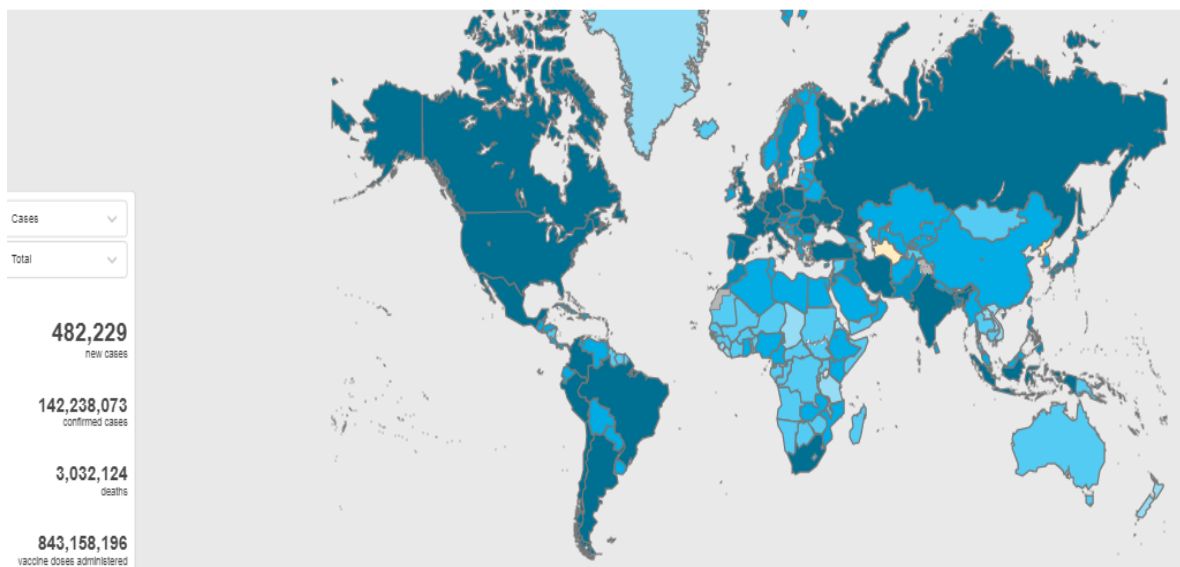 Cases
Total
482,229
new cases
142,238,073
confirmed cases
3,032,124
deaths
843,158,196
vaccine doses administered